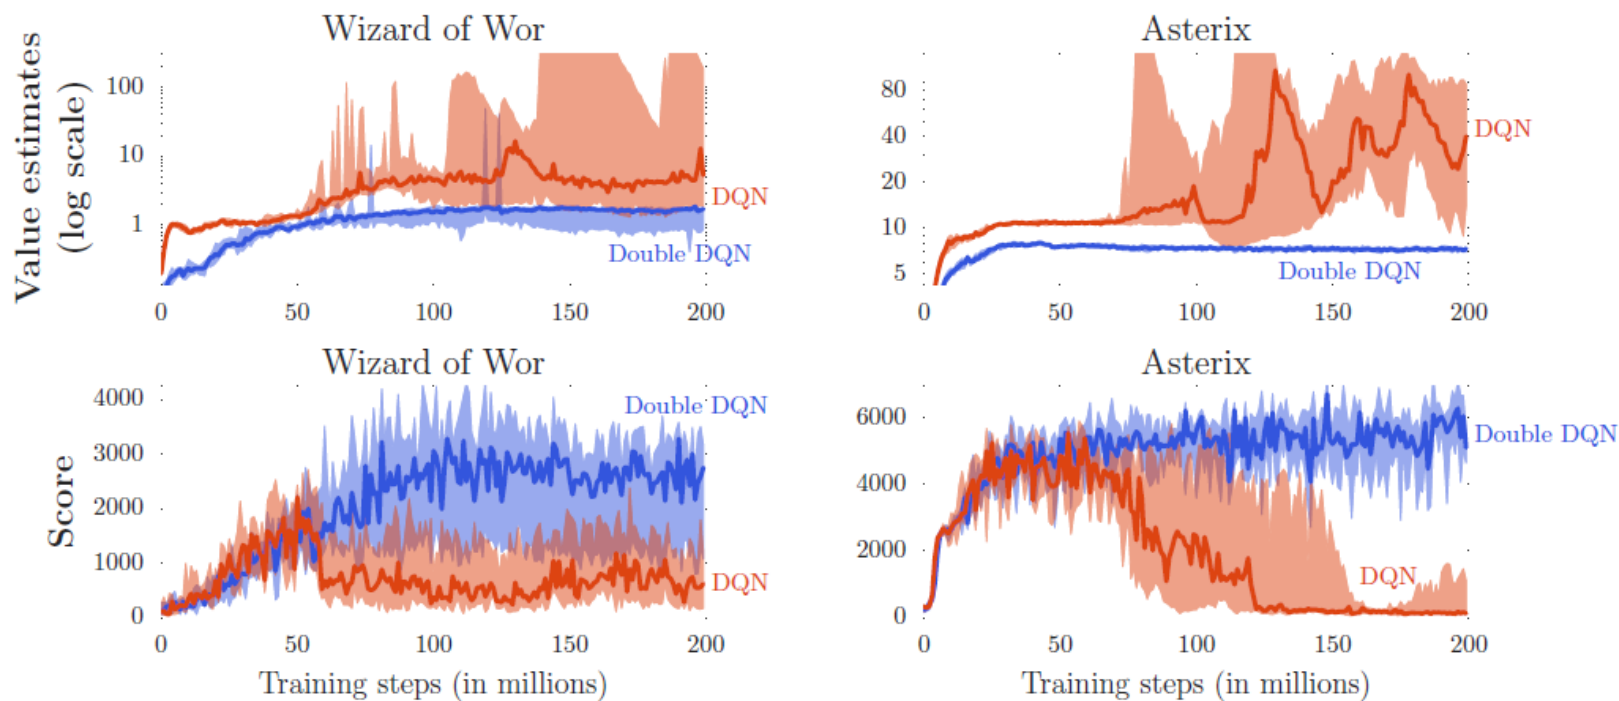 Wizard of Wor
Value estimates
(log scale)
100
10
1
DQN
Double DQN
0 50 100 150 200
Asterix
80
40
20
10
5
DQN
Double DQN
0 50 100 150 200
Wizard of Wor
Score
4000
3000
2000
1000
0
Double DQN
DQN
0 50 100 150 200
Training steps (in millions)
Asterix
6000
4000
2000
0
Double DQN
DQN
0 50 100 150 200
Training steps (in millions)